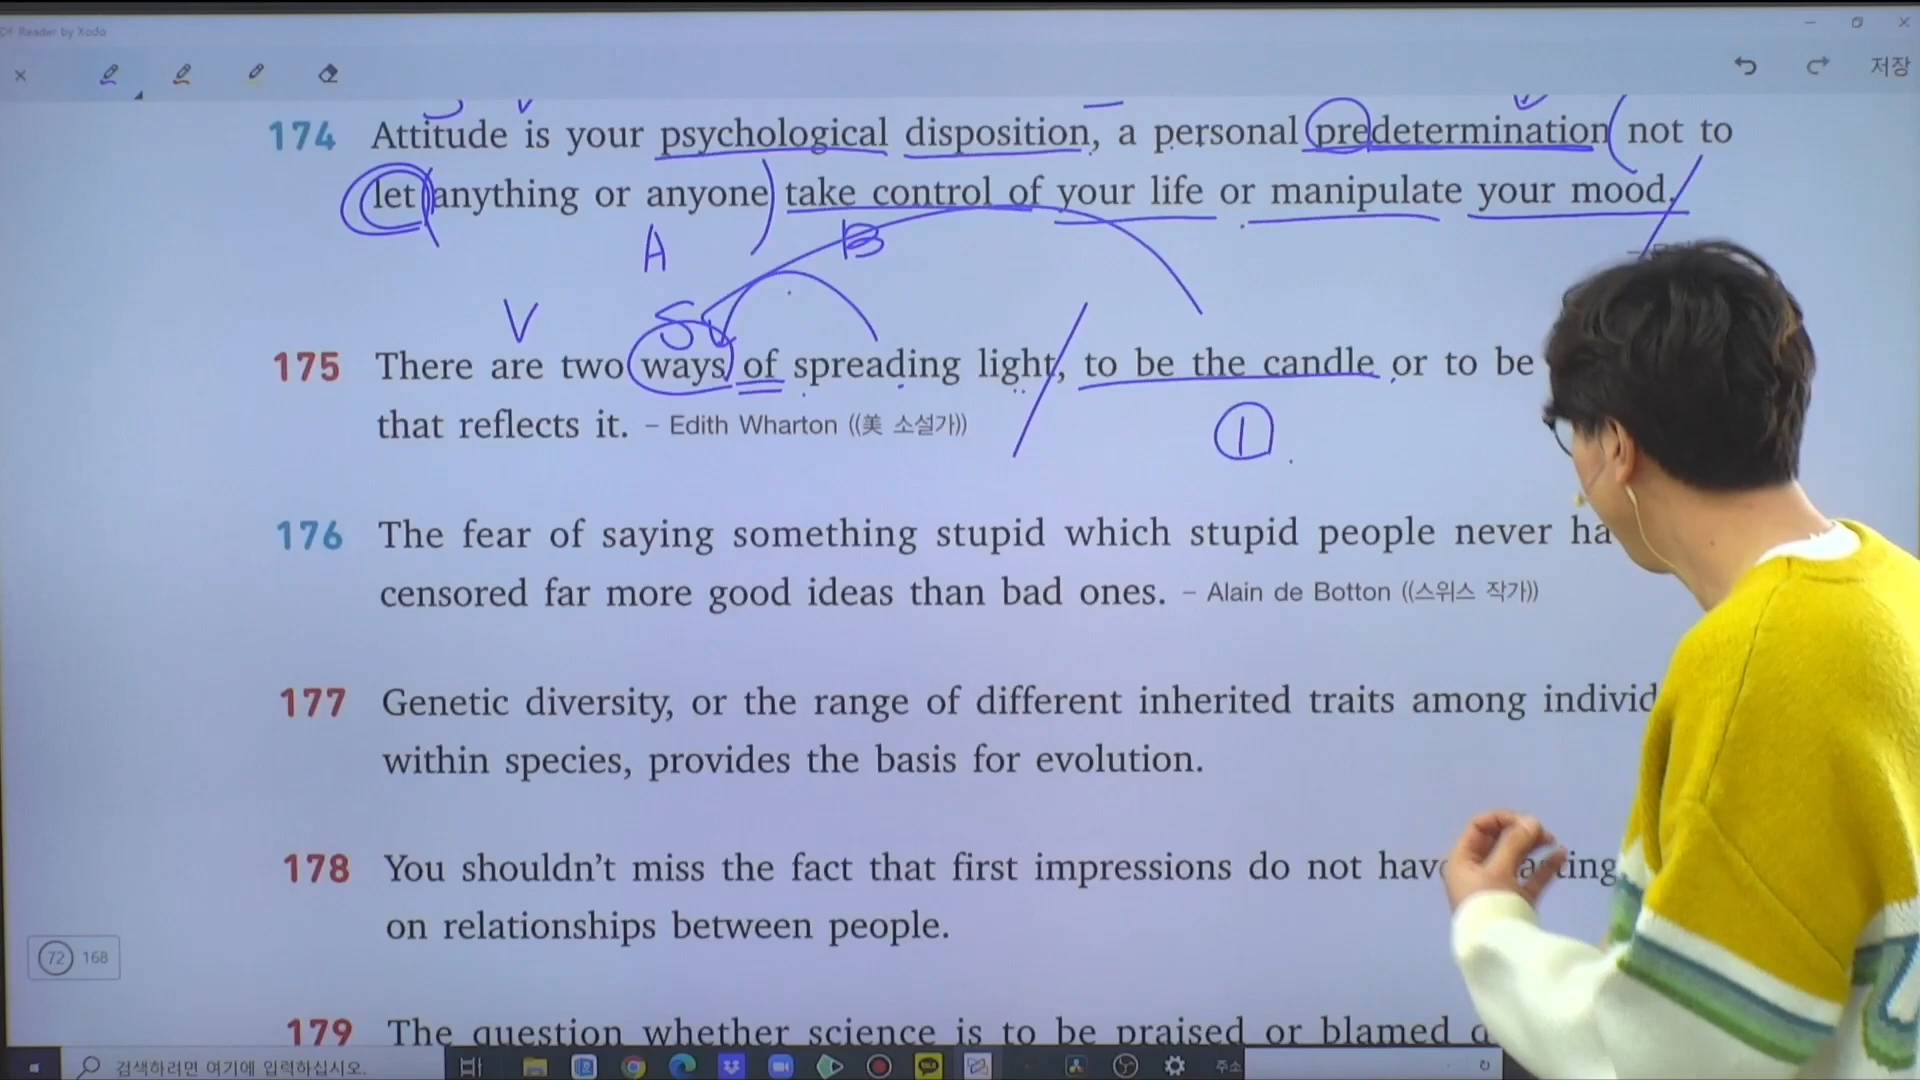 DF Reader by Xodo
저장
174 Attitude is your psychological disposition, a personal predetermination not to
let anything or anyone take control of your life or manipulate your mood.
A B
V S
175 There are two ways of spreading light, to be the candle or to be
that reflects it. – Edith Wharton ((美 소설가))
①
176 The fear of saying something stupid which stupid people never ha
censored far more good ideas than bad ones. – Alain de Botton ((스위스 작가))
177 Genetic diversity, or the range of different inherited traits among individ
within species, provides the basis for evolution.
178 You shouldn't miss the fact that first impressions do not have
on relationships between people.
72 168
179 The question whether science is to be praised or blamed
검색하려면 여기에 입력하십시오.
주소